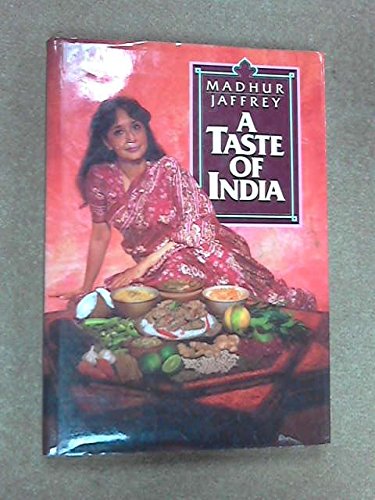 MADHUR
JAFFREY
A
TASTE
OF
INDIA